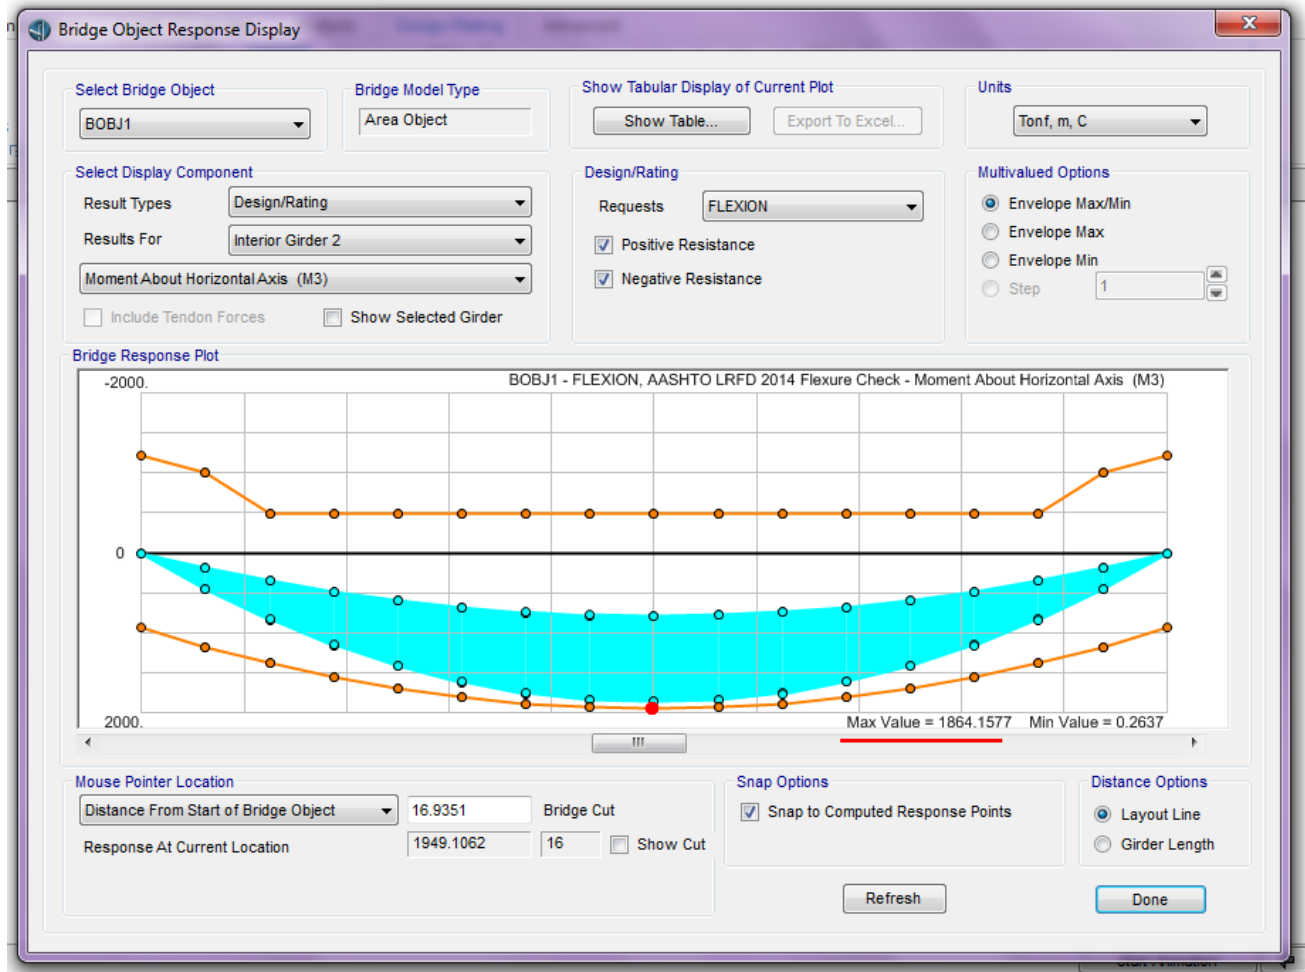 Bridge Object Response Display
Select Bridge Object
BOBJ1
Bridge Model Type
Area Object
Show Tabular Display of Current Plot
Show Table...
Export To Excel...
Units
Tonf, m, C
Select Display Component
Result Types
Design/Rating
Results For
Interior Girder 2
Moment About Horizontal Axis (M3)
Include Tendon Forces
Show Selected Girder
Design/Rating
Requests
FLEXION
Positive Resistance
Negative Resistance
Multivalued Options
Envelope Max/Min
Envelope Max
Envelope Min
Step
1
Bridge Response Plot
-2000.
BOBJ1 - FLEXION, AASHTO LRFD 2014 Flexure Check - Moment About Horizontal Axis (M3)
0
2000.
Max Value = 1864.1577 Min Value = 0.2637
Mouse Pointer Location
Distance From Start of Bridge Object
16.9351
Bridge Cut
Response At Current Location
1949.1062
16
Show Cut
Snap Options
Snap to Computed Response Points
Distance Options
Layout Line
Girder Length
Refresh
Done